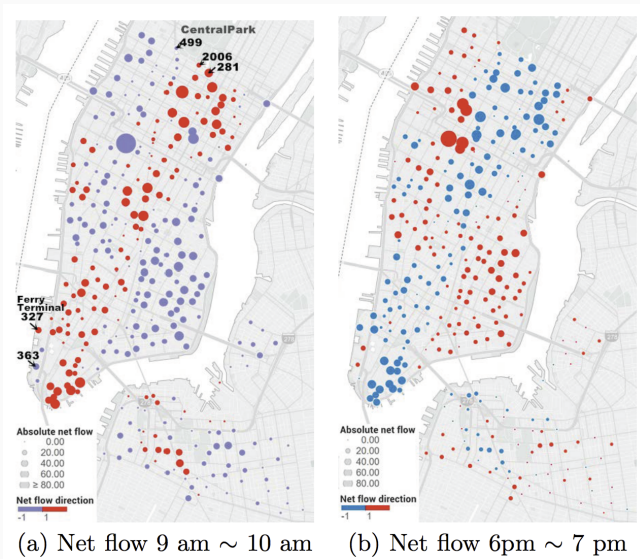 CentralPark
499
2006
281
Ferry
Terminal
327
363
Absolute net flow
0.00
20.00
40.00
60.00
≥ 80.00
Net flow direction
-1 1
Absolute net flow
0.00
20.00
40.00
60.00
80.00
Net flow direction
-1 1
(a) Net flow 9 am ~ 10 am
(b) Net flow 6pm ~ 7 pm